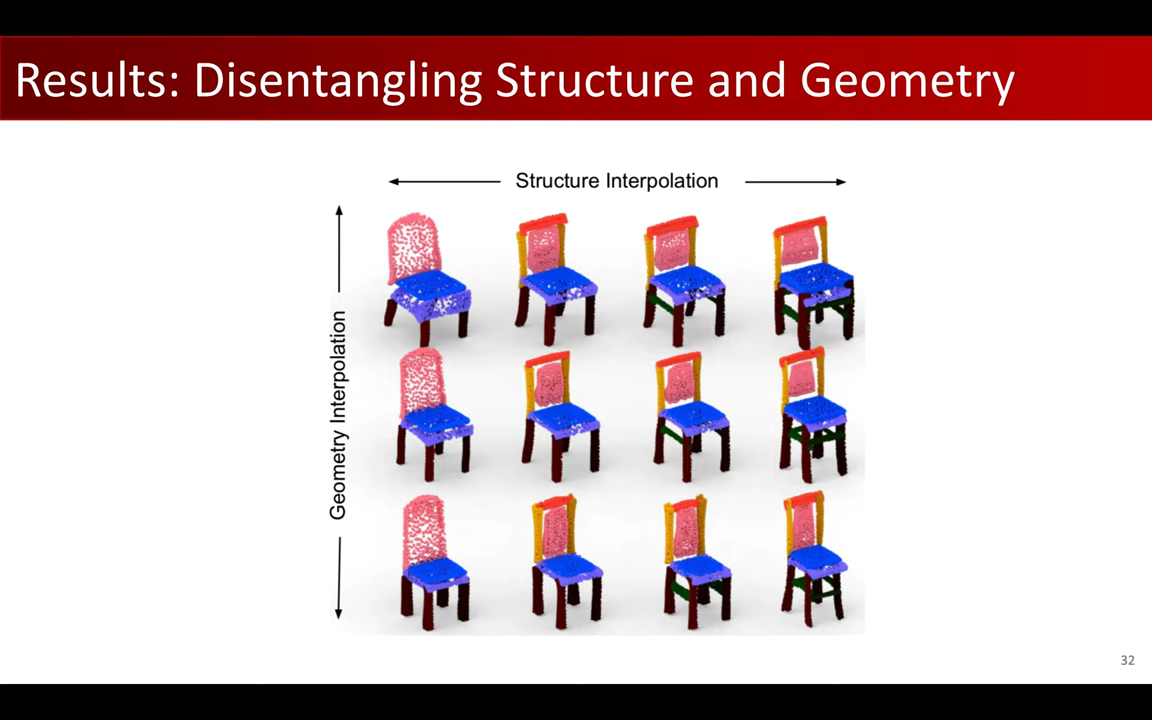 Results: Disentangling Structure and Geometry
Structure Interpolation
Geometry Interpolation
32